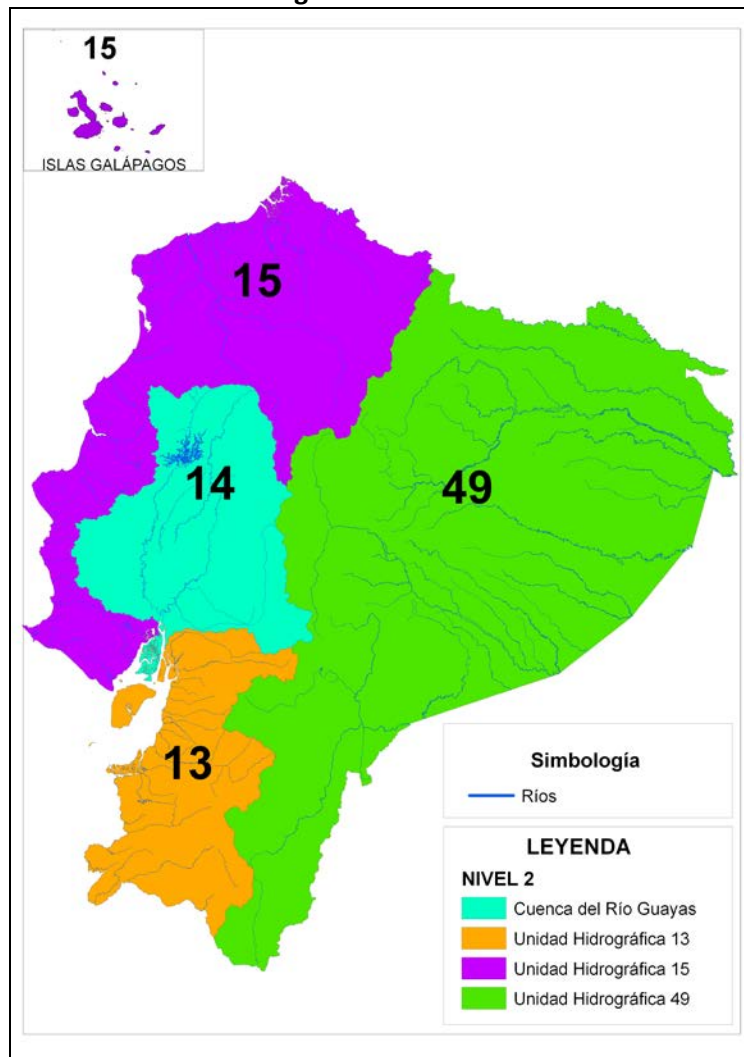 15
ISLAS GALÁPAGOS
15
14
49
13
Simbología
Ríos
LEYENDA
NIVEL 2
Cuenca del Río Guayas
Unidad Hidrográfica 13
Unidad Hidrográfica 15
Unidad Hidrográfica 49